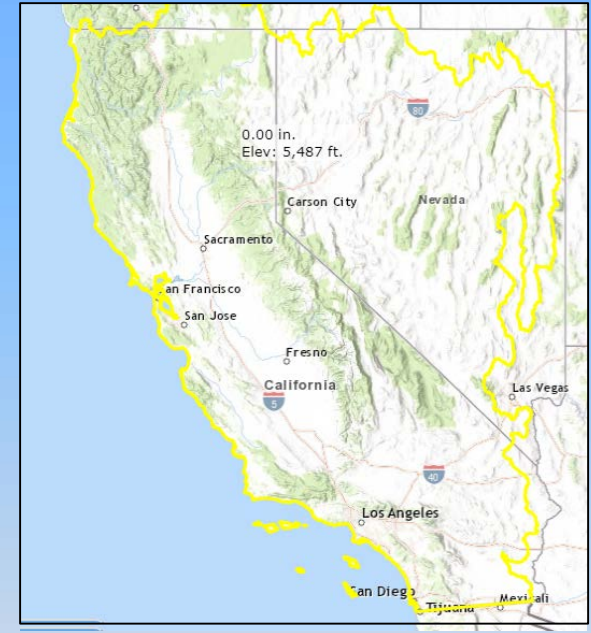 80
0.00 in.
Elev: 5,487 ft.
Carson City
Nevada
Sacramento
an Francisco
San Jose
Fresno
California
5
Las Vegas
40
Los Angeles
San Diego
Tijuana
Mexicali